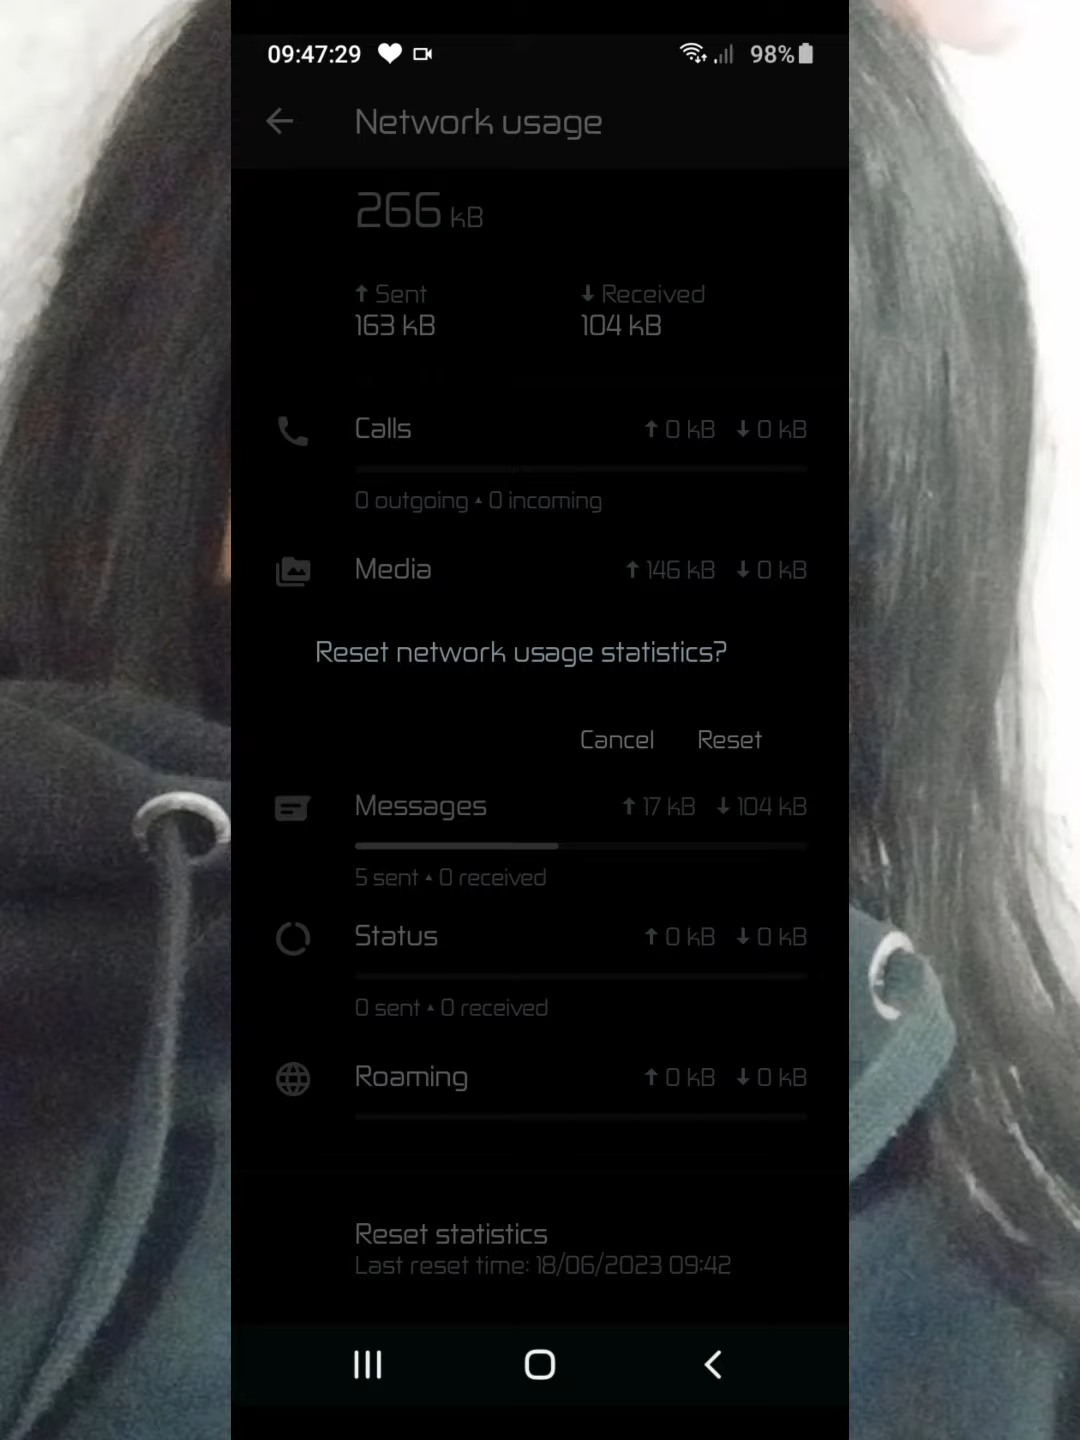 09:47:29 98%
Network usage
266 kB
Sent Received
163 kB 104 kB
Calls 0 kB 0 kB
0 outgoing • 0 incoming
Media 146 kB 0 kB
Reset network usage statistics?
Cancel Reset
Messages 17 kB 104 kB
5 sent • 0 received
Status 0 kB 0 kB
0 sent • 0 received
Roaming 0 kB 0 kB
Reset statistics
Last reset time: 18/06/2023 09:42